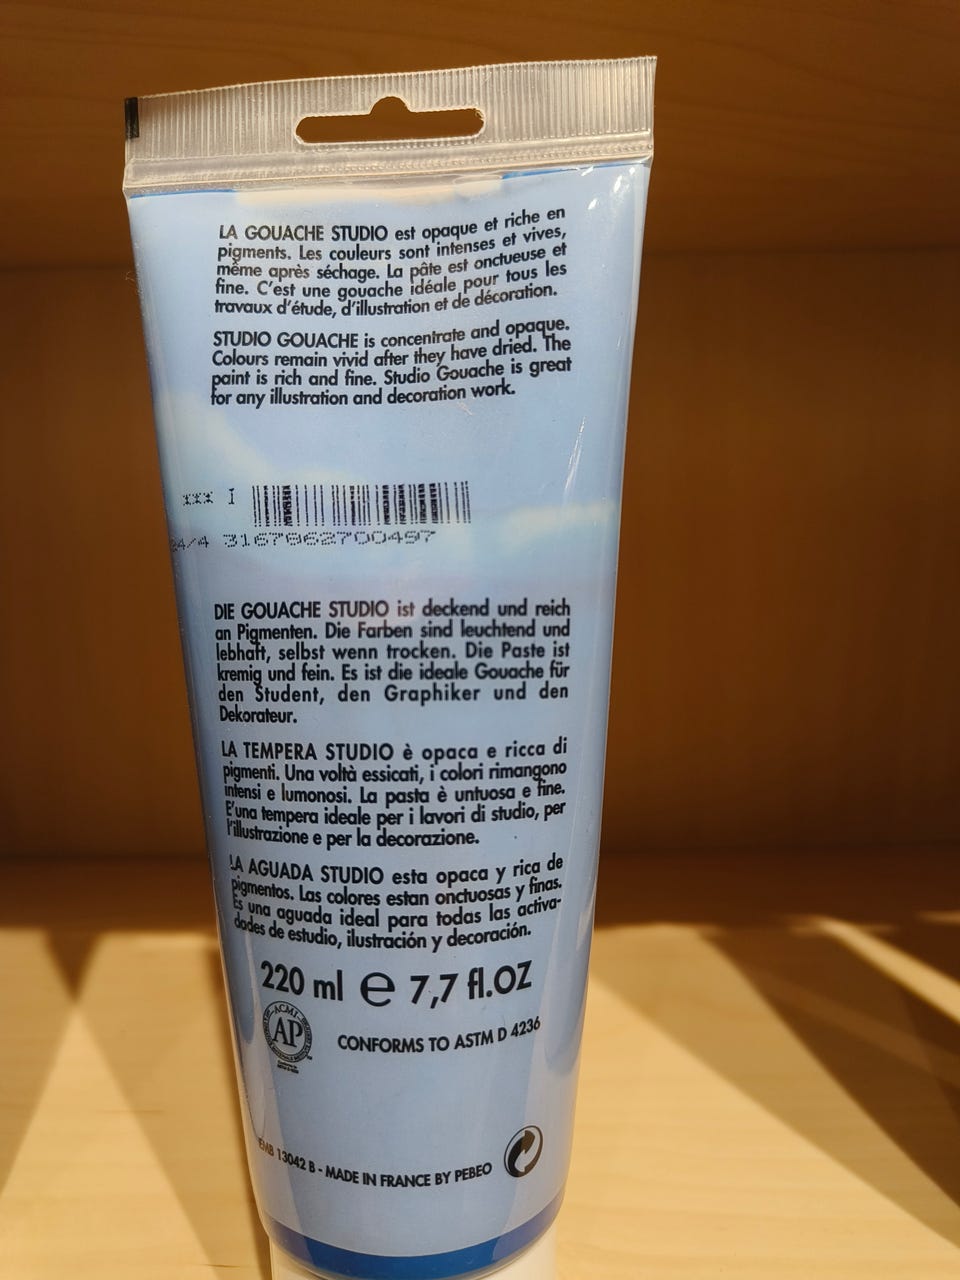 LA GOUACHE STUDIO est opaque et riche en
pigments. Les couleurs sont intenses et vives,
même après séchage. La pâte est onctueuse et
fine. C'est une gouache idéale pour tous les
travaux d'étude, d'illustration et de décoration.
STUDIO GOUACHE is concentrate and opaque.
Colours remain vivid after they have dried. The
paint is rich and fine. Studio Gouache is great
for any illustration and decoration work.
xxx I
/4 3167862700497
DIE GOUACHE STUDIO ist deckend und reich
an Pigmenten. Die Farben sind leuchtend und
lebhaft, selbst wenn trocken. Die Paste ist
kremig und fein. Es ist die ideale Gouache für
den Student, den Graphiker und den
Dekorateur.
LA TEMPERA STUDIO è opaca e ricca di
pigmenti. Una voltà essicati, i colori rimangono
intensi e lumonosi. La pasta è untuosa e fine.
E'una tempera ideale per i lavori di studio, per
l'illustrazione e per la decorazione.
LA AGUADA STUDIO esta opaca y rica de
pigmentos. Las colores estan onctuosas y finas.
Es una aguada ideal para todas las activa-
dades de estudio, ilustración y decoración.
220 ml e 7,7 fl.OZ
ACMI
AP
CONFORMS TO ASTM D 4236
EMB 13042 B - MADE IN FRANCE BY PEBEO